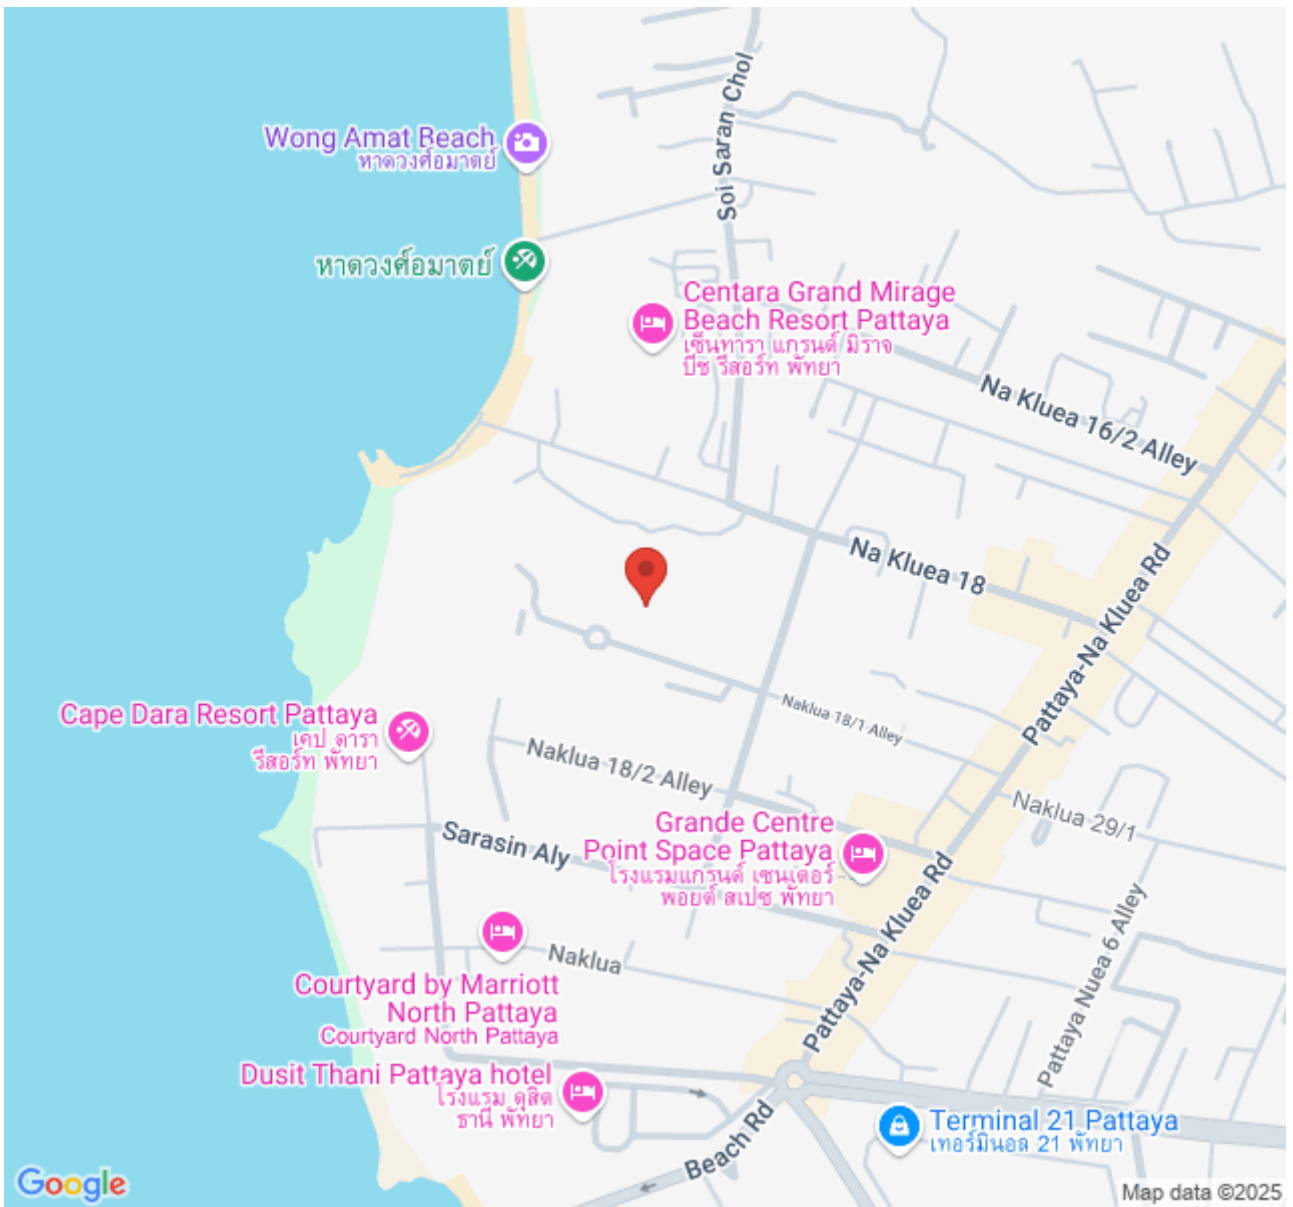 Soi Saran Chol
Wong Amat Beach
หาดวงศ์อมาตย์
หาดวงศ์อมาตย์
Centara Grand Mirage
Beach Resort Pattaya
เซ็นทารา แกรนด์ มิราจ
บีช รีสอร์ท พัทยา
Na Kluea 16/2 Alley
Na Kluea 18
Pattaya-Na Kluea Rd
Cape Dara Resort Pattaya
เคป ดารา
รีสอร์ท พัทยา
Naklua 18/1 Alley
Naklua 18/2 Alley
Naklua 29/1
Grande Centre
Point Space Pattaya
โรงแรมแกรนด์ เซนเตอร์
พอยต์ สเปซ พัทยา
Sarasin Aly
Pattaya-Na Kluea Rd
Pattaya Nuea 6 Alley
Naklua
Courtyard by Marriott
North Pattaya
Courtyard North Pattaya
Dusit Thani Pattaya hotel
โรงแรม ดุสิต
ธานี พัทยา
Beach Rd
Terminal 21 Pattaya
เทอร์มินอล 21 พัทยา
Google
Map data ©2025